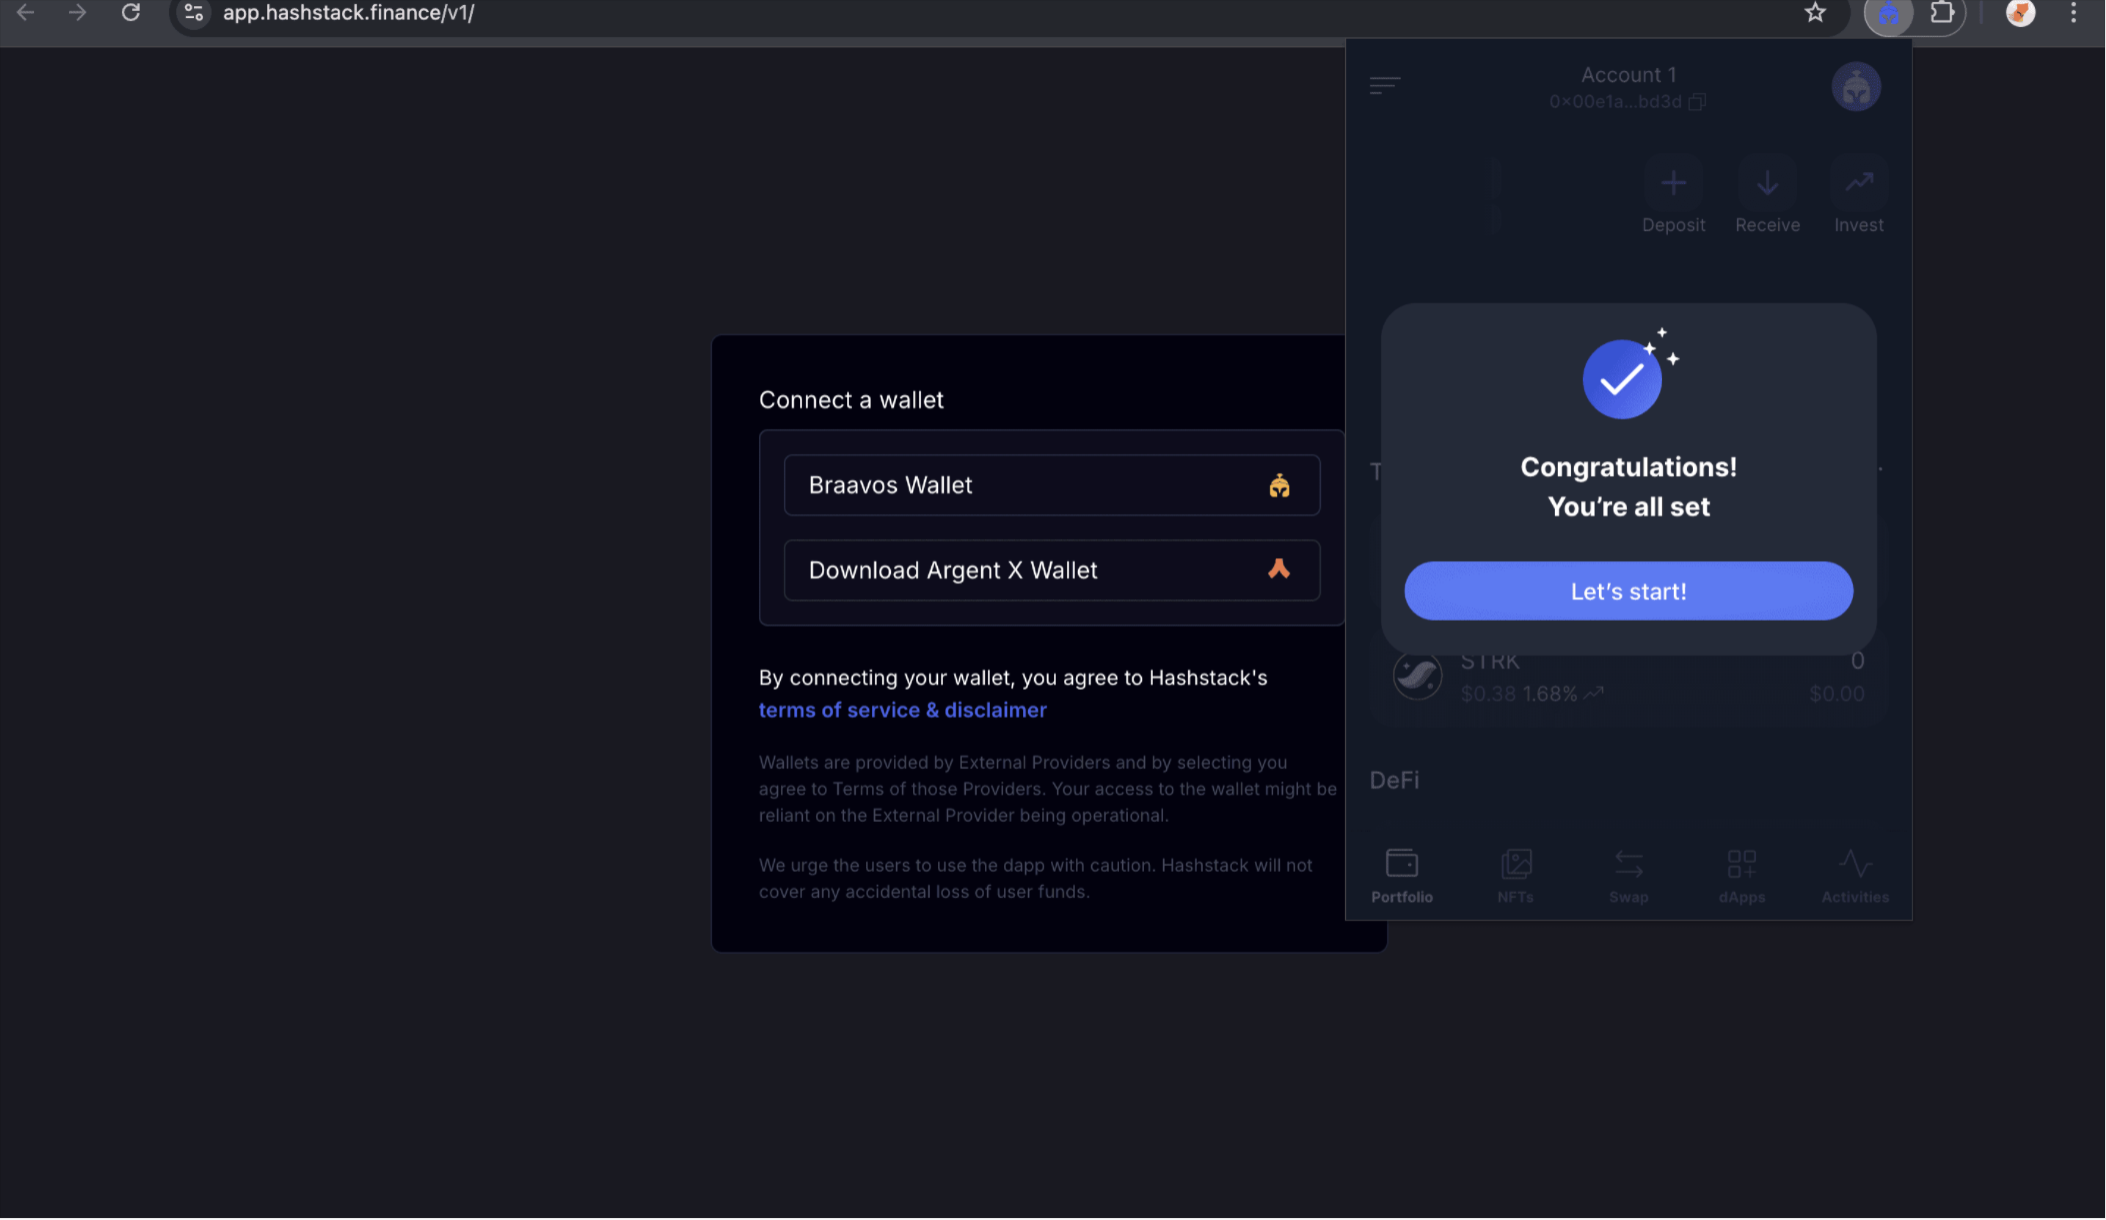 app.hashstack.finance/v1/
Account 1
0×00e1a...bd3d
Deposit
Receive
Invest
Connect a wallet
Braavos Wallet
Download Argent X Wallet
By connecting your wallet, you agree to Hashstack's
terms of service & disclaimer
Wallets are provided by External Providers and by selecting you
agree to Terms of those Providers. Your access to the wallet might be
reliant on the External Provider being operational.
We urge the users to use the dapp with caution. Hashstack will not
cover any accidental loss of user funds.
Congratulations!
You’re all set
Let’s start!
STRK
0
$0.38 1.68%
$0.00
DeFi
Portfolio
NFTs
Swap
dApps
Activities